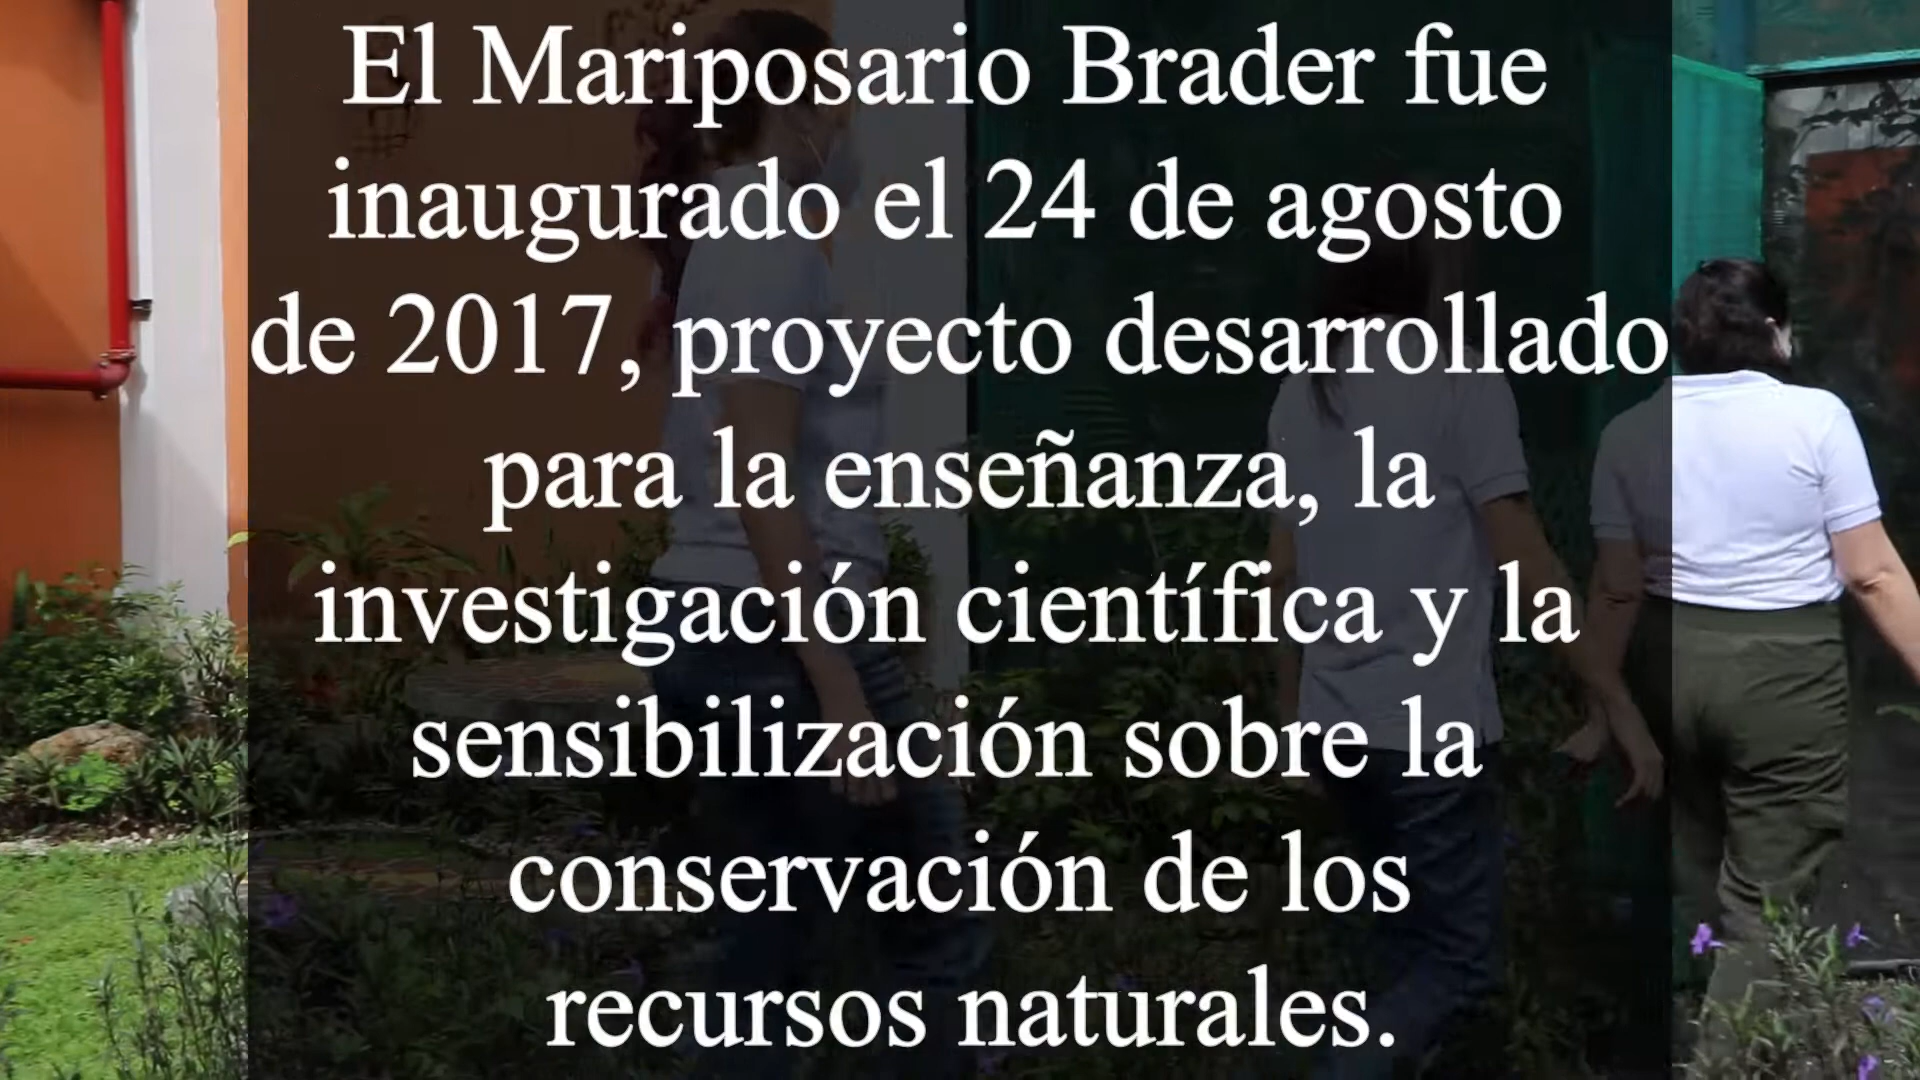 El Mariposario Brader fue
inaugurado el 24 de agosto
de 2017, proyecto desarrollado
para la enseñanza, la
investigación científica y la
sensibilización sobre la
conservación de los
recursos naturales.